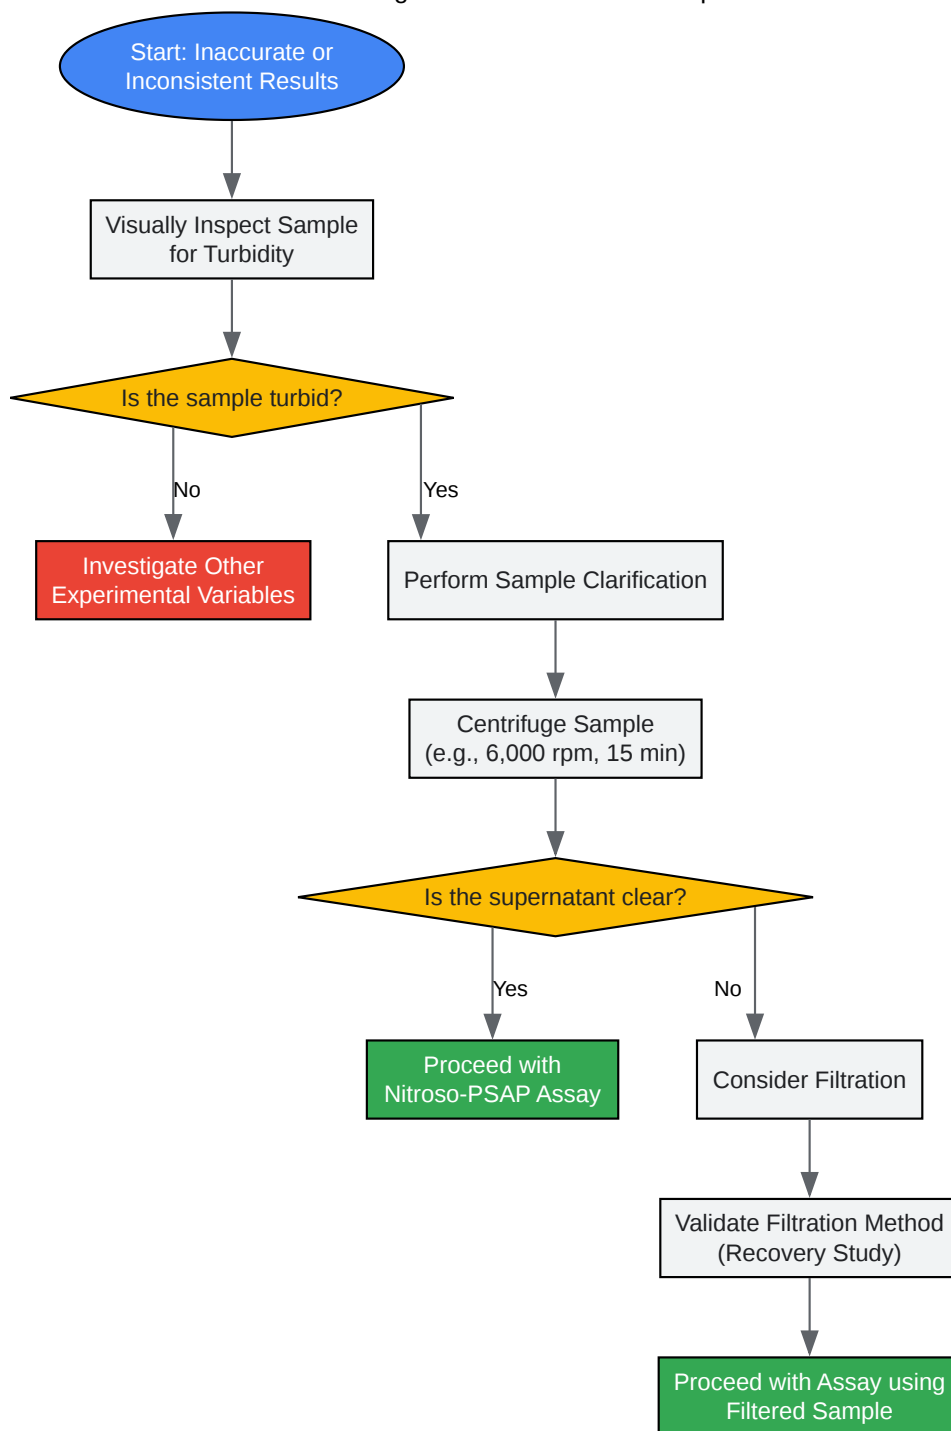 Start: Inaccurate or
Inconsistent Results
Visually Inspect Sample
for Turbidity
Is the sample turbid?
No
Yes
Investigate Other
Experimental Variables
Perform Sample Clarification
Centrifuge Sample
(e.g., 6,000 rpm, 15 min)
Is the supernatant clear?
Yes
No
Proceed with
Nitroso-PSAP Assay
Consider Filtration
Validate Filtration Method
(Recovery Study)
Proceed with Assay using
Filtered Sample